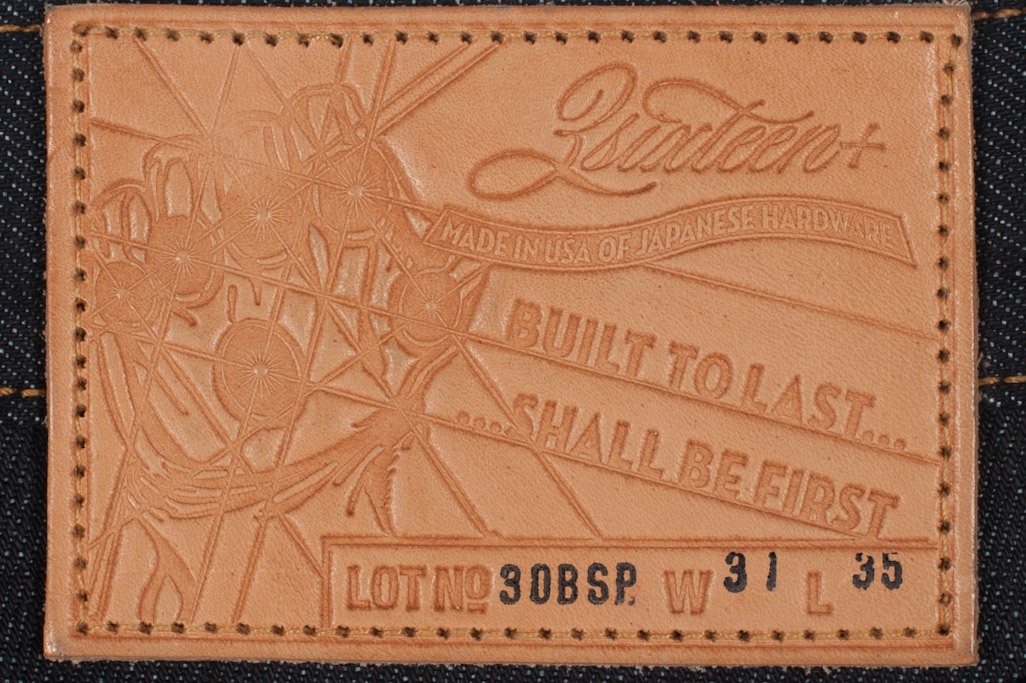 3sixteen+
MADE IN USA OF JAPANESE HARDWARE
BUILT TO LAST...
...SHALL BE FIRST
LOT No 30BSP. W 31 L 35